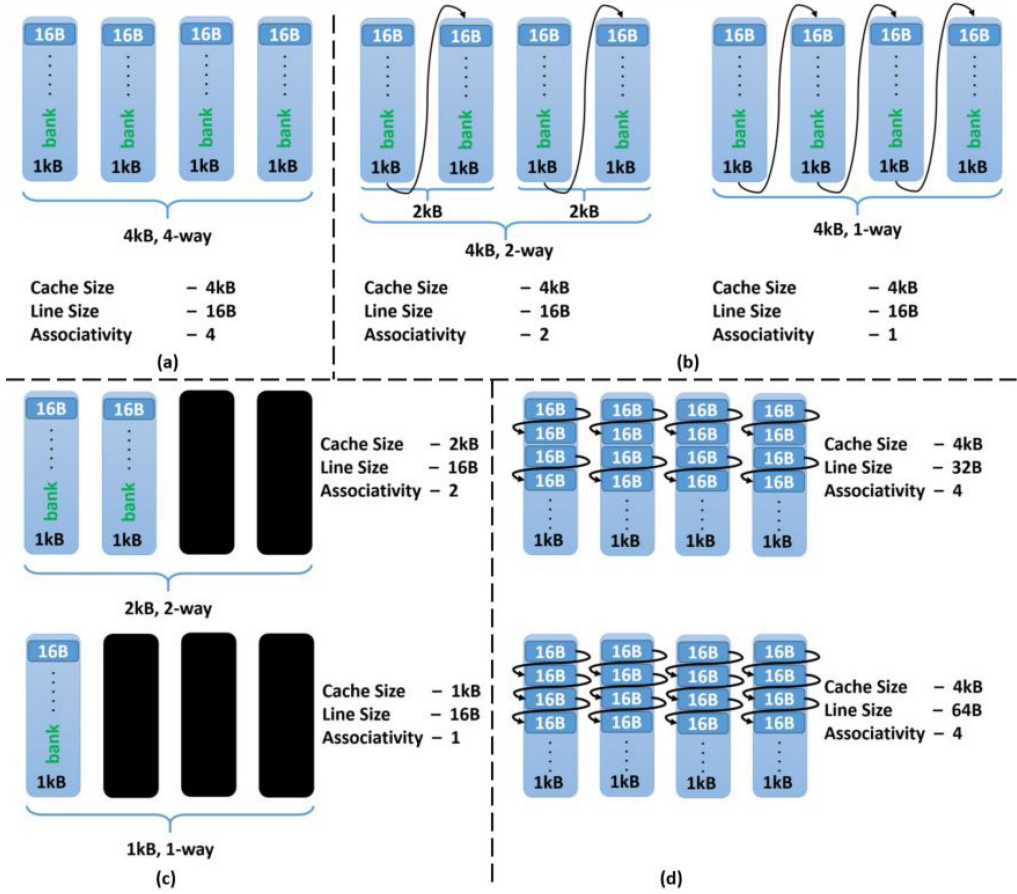 16B 16B 16B 16B
bank bank bank bank
1kB 1kB 1kB 1kB
4kB, 4-way
Cache Size – 4kB
Line Size – 16B
Associativity – 4
(a)
16B 16B 16B 16B
bank bank bank bank
1kB 1kB 1kB 1kB
2kB 2kB
4kB, 2-way
Cache Size – 4kB
Line Size – 16B
Associativity – 2
16B 16B 16B 16B
bank bank bank bank
1kB 1kB 1kB 1kB
4kB, 1-way
Cache Size – 4kB
Line Size – 16B
Associativity – 1
(b)
16B 16B
bank bank
1kB 1kB
2kB, 2-way
Cache Size – 2kB
Line Size – 16B
Associativity – 2
16B
bank
1kB
1kB, 1-way
Cache Size – 1kB
Line Size – 16B
Associativity – 1
(c)
16B 16B 16B 16B
16B 16B 16B 16B
16B 16B 16B 16B
16B 16B 16B 16B
1kB 1kB 1kB 1kB
Cache Size – 4kB
Line Size – 32B
Associativity – 4
16B 16B 16B 16B
16B 16B 16B 16B
16B 16B 16B 16B
16B 16B 16B 16B
1kB 1kB 1kB 1kB
Cache Size – 4kB
Line Size – 64B
Associativity – 4
(d)